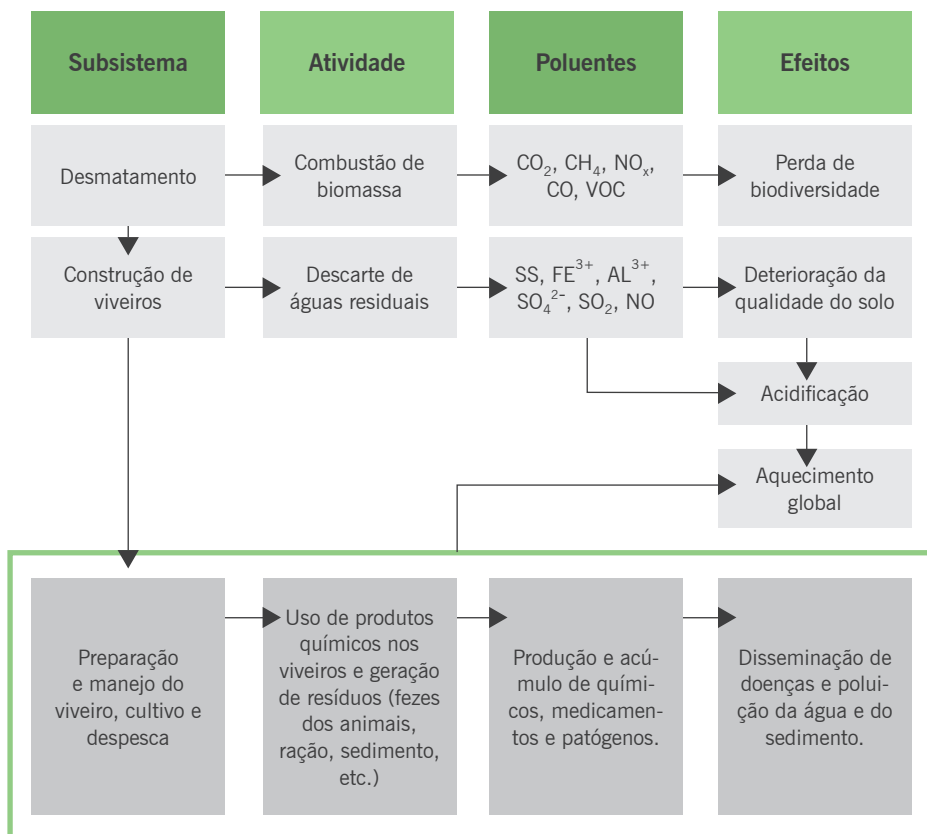 Subsistema
Atividade
Poluentes
Efeitos
Desmatamento
Combustão de
biomassa
CO₂, CH₄, NOₓ,
CO, VOC
Perda de
biodiversidade
Construção de
viveiros
Descarte de
águas residuais
SS, FE³⁺, AL³⁺,
SO₄²⁻, SO₂, NO
Deterioração da
qualidade do solo
Acidificação
Aquecimento
global
Preparação
e manejo do
viveiro, cultivo e
despesca
Uso de produtos
químicos nos
viveiros e geração
de resíduos (fezes
dos animais,
ração, sedimento,
etc.)
Produção e acú-
mulo de quími-
cos, medicamen-
tos e patógenos.
Disseminação de
doenças e polui-
ção da água e do
sedimento.